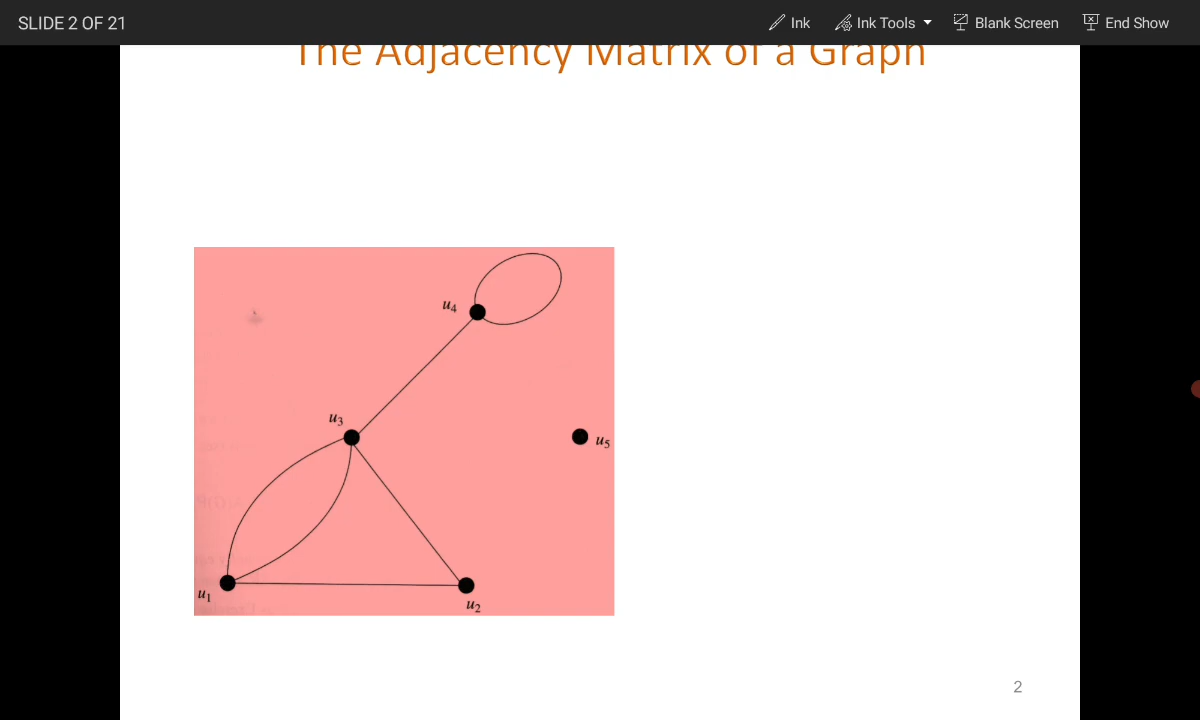 SLIDE 2 OF 21
Ink
Ink Tools
Blank Screen
End Show
The Adjacency Matrix of a Graph
u4
u3
u5
u1
u2
2